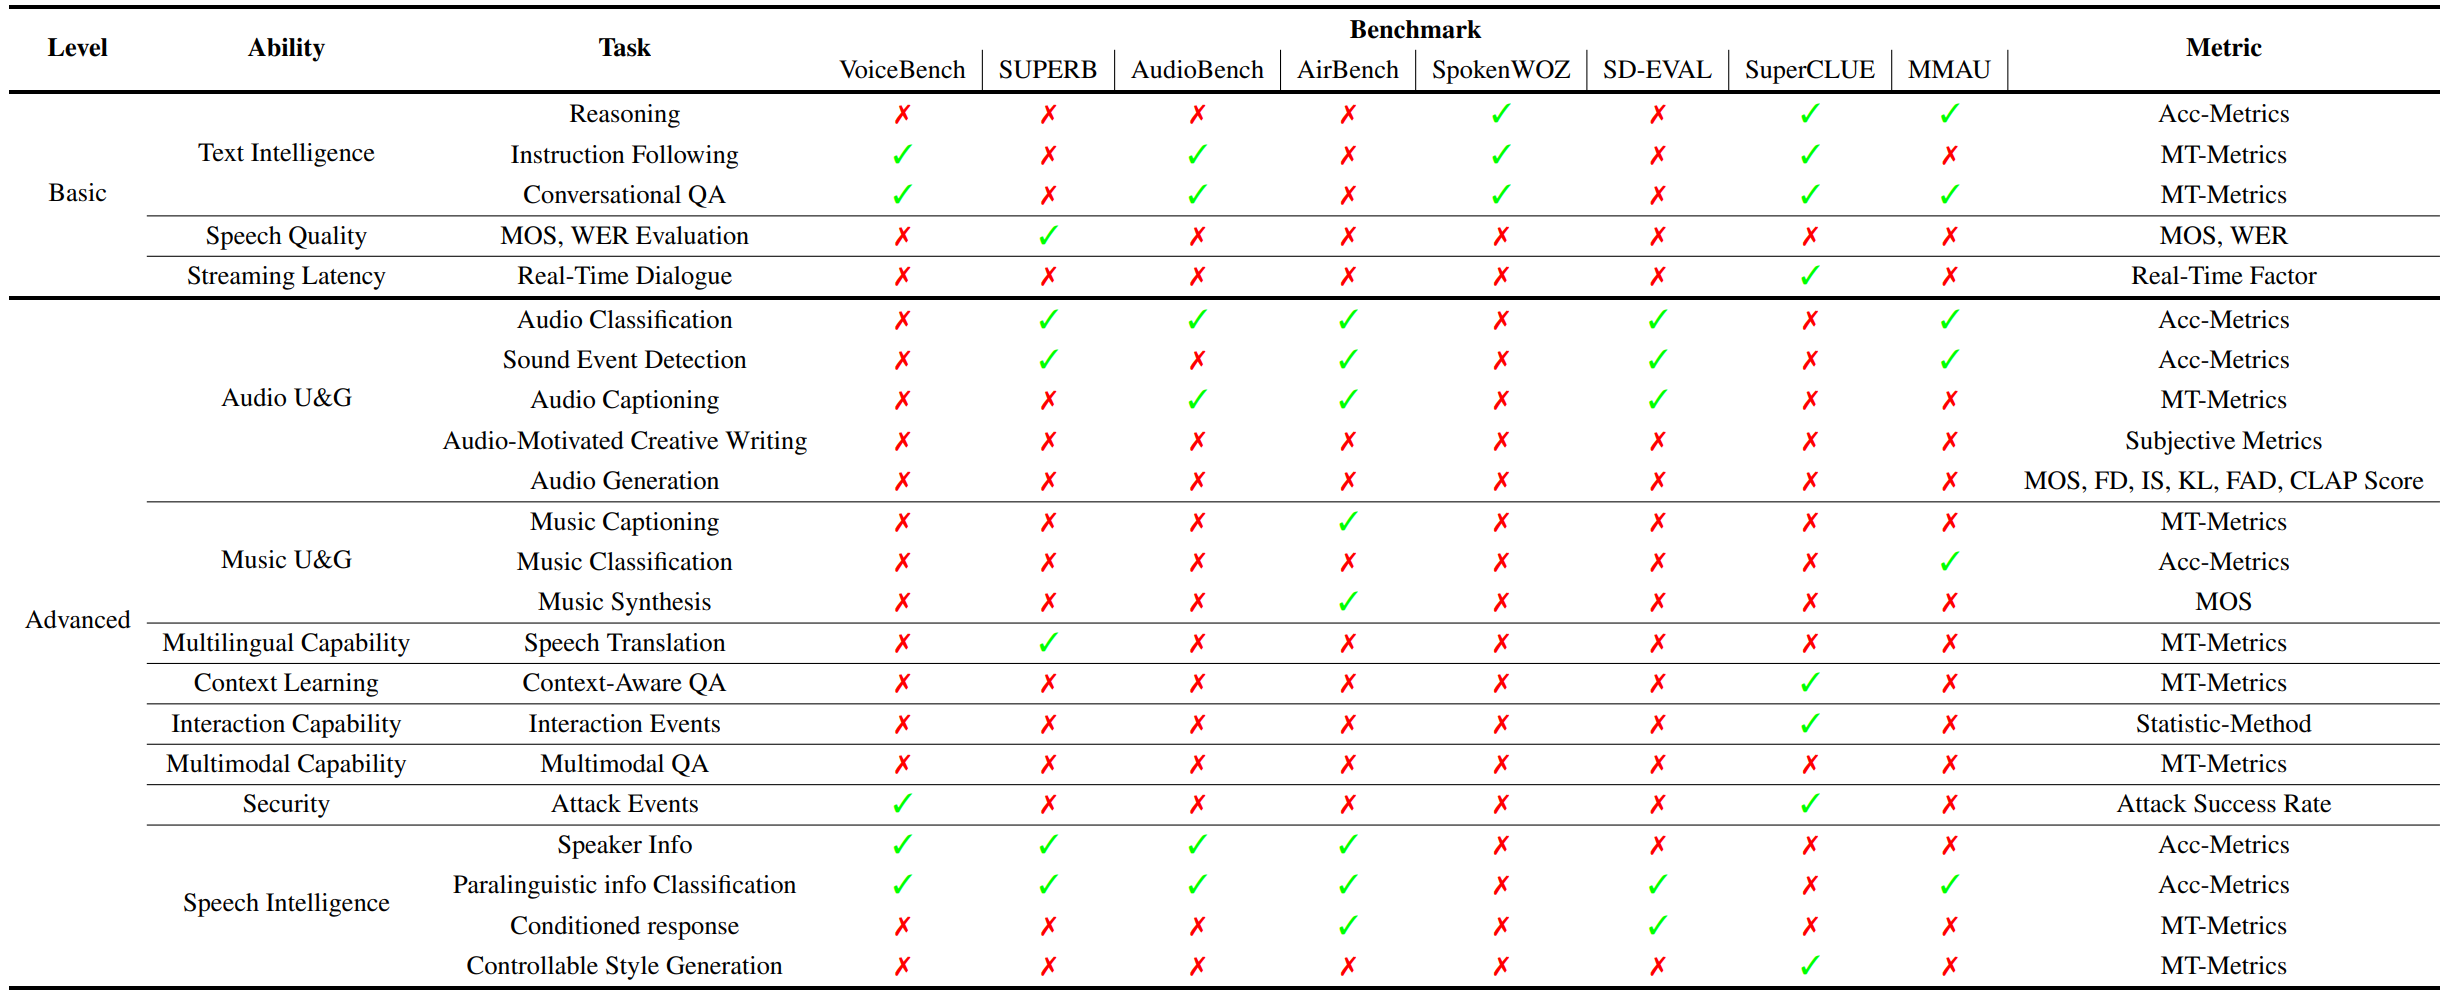 Level Ability Task Benchmark Metric
VoiceBench SUPERB AudioBench AirBench SpokenWOZ SD-EVAL SuperCLUE MMAU
Basic Text Intelligence Reasoning ✗ ✗ ✗ ✗ ✓ ✗ ✓ ✓ Acc-Metrics
Instruction Following ✓ ✗ ✓ ✗ ✓ ✗ ✓ ✗ MT-Metrics
Conversational QA ✓ ✗ ✓ ✗ ✓ ✗ ✓ ✓ MT-Metrics
Speech Quality MOS, WER Evaluation ✗ ✓ ✗ ✗ ✗ ✗ ✗ ✗ MOS, WER
Streaming Latency Real-Time Dialogue ✗ ✗ ✗ ✗ ✗ ✗ ✓ ✗ Real-Time Factor
Advanced Audio U&G Audio Classification ✗ ✓ ✓ ✓ ✗ ✓ ✗ ✓ Acc-Metrics
Sound Event Detection ✗ ✓ ✗ ✓ ✗ ✓ ✗ ✓ Acc-Metrics
Audio Captioning ✗ ✗ ✓ ✓ ✗ ✓ ✗ ✗ MT-Metrics
Audio-Motivated Creative Writing ✗ ✗ ✗ ✗ ✗ ✗ ✗ ✗ Subjective Metrics
Audio Generation ✗ ✗ ✗ ✗ ✗ ✗ ✗ ✗ MOS, FD, IS, KL, FAD, CLAP Score
Music U&G Music Captioning ✗ ✗ ✗ ✓ ✗ ✗ ✗ ✗ MT-Metrics
Music Classification ✗ ✗ ✗ ✗ ✗ ✗ ✗ ✓ Acc-Metrics
Music Synthesis ✗ ✗ ✗ ✓ ✗ ✗ ✗ ✗ MOS
Multilingual Capability Speech Translation ✗ ✓ ✗ ✗ ✗ ✗ ✗ ✗ MT-Metrics
Context Learning Context-Aware QA ✗ ✗ ✗ ✗ ✗ ✗ ✓ ✗ MT-Metrics
Interaction Capability Interaction Events ✗ ✗ ✗ ✗ ✗ ✗ ✓ ✗ Statistic-Method
Multimodal Capability Multimodal QA ✗ ✗ ✗ ✗ ✗ ✗ ✗ ✗ MT-Metrics
Security Attack Events ✓ ✗ ✗ ✗ ✗ ✗ ✓ ✗ Attack Success Rate
Speech Intelligence Speaker Info ✓ ✓ ✓ ✓ ✗ ✗ ✗ ✗ Acc-Metrics
Paralinguistic info Classification ✓ ✓ ✓ ✓ ✗ ✓ ✗ ✓ Acc-Metrics
Conditioned response ✗ ✗ ✗ ✓ ✗ ✓ ✗ ✗ MT-Metrics
Controllable Style Generation ✗ ✗ ✗ ✗ ✗ ✗ ✓ ✗ MT-Metrics